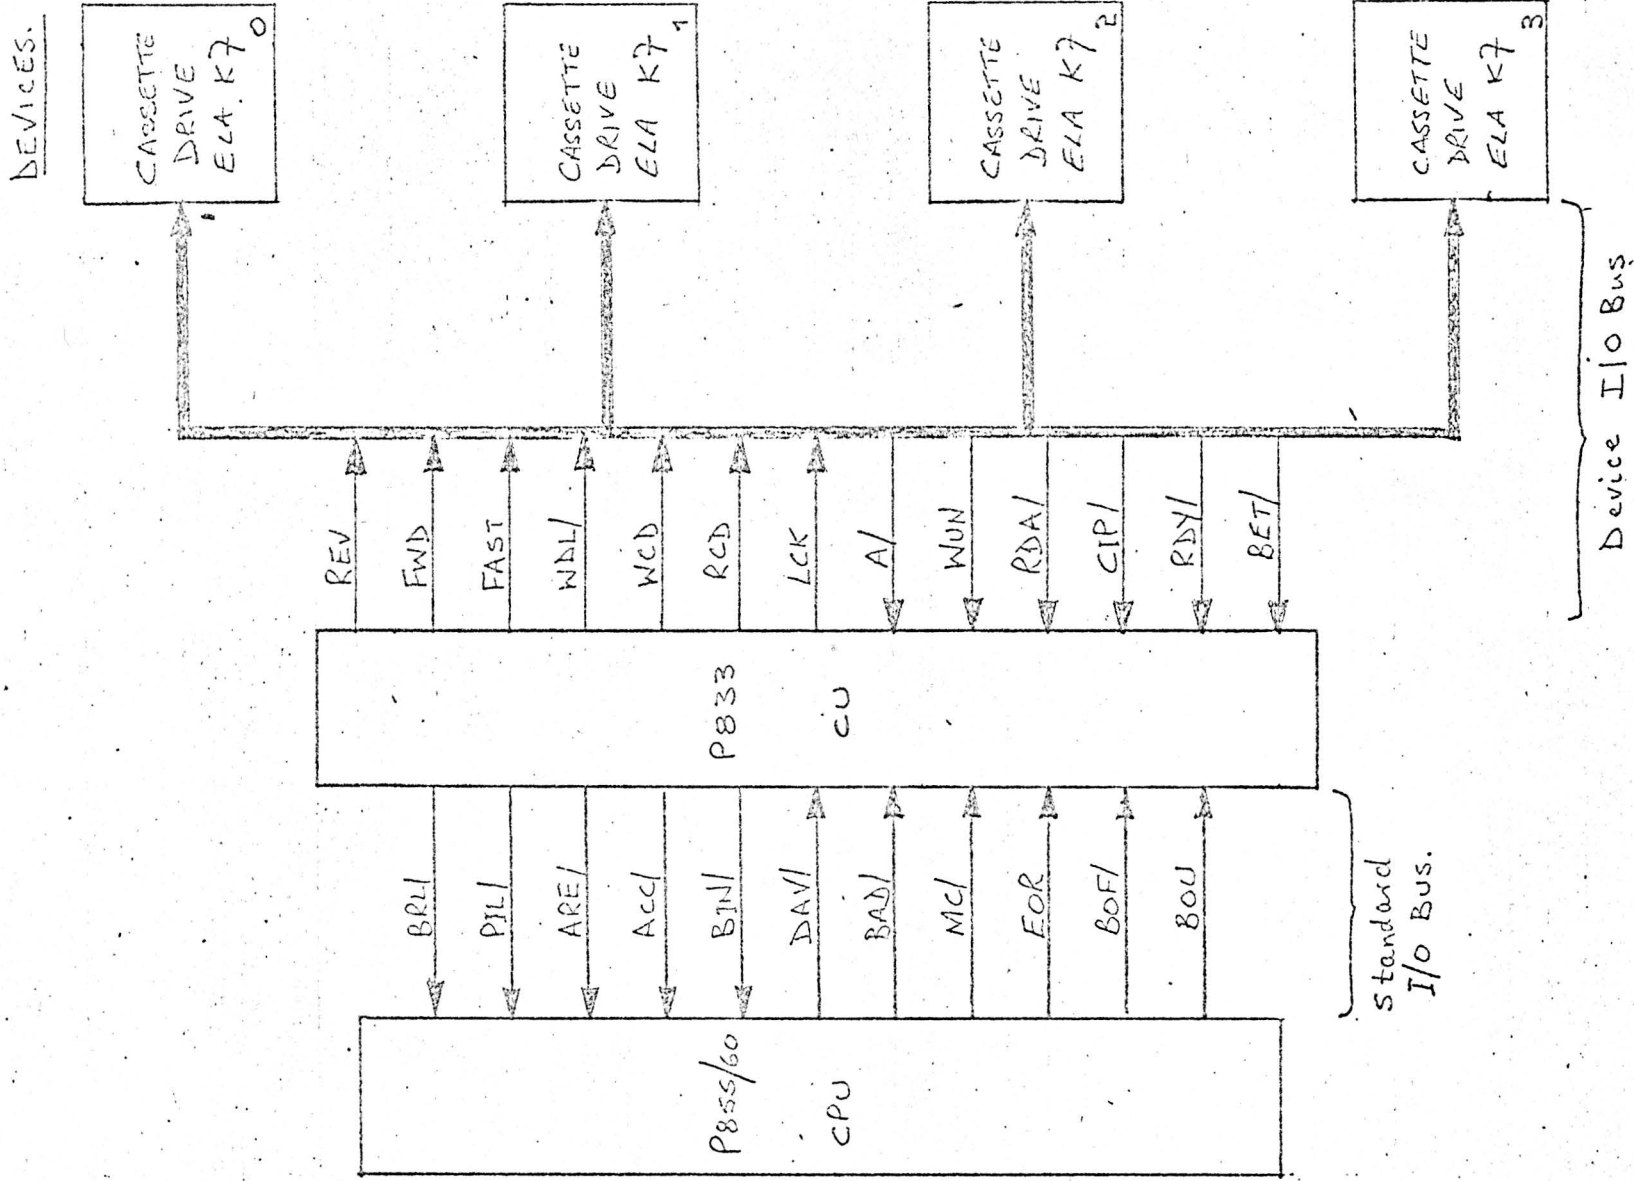 DEVICES.
CASSETTE
DRIVE
ELA. K7
0
CASSETTE
DRIVE
ELA K7
1
CASSETTE
DRIVE
ELA K7
2
CASSETTE
DRIVE
ELA K7
3
REV
FWD
FAST
WDL/
WCD
RCD
LCK
A/
WUN
RDA/
CIP/
RDY/
BET/
Device I/O Bus
P833
CU
BRL/
PIL/
ARE/
ACC/
BIN/
DAV/
BAD/
MC/
EOR
BOF/
BOU
Standard
I/O Bus.
P855/60
CPU